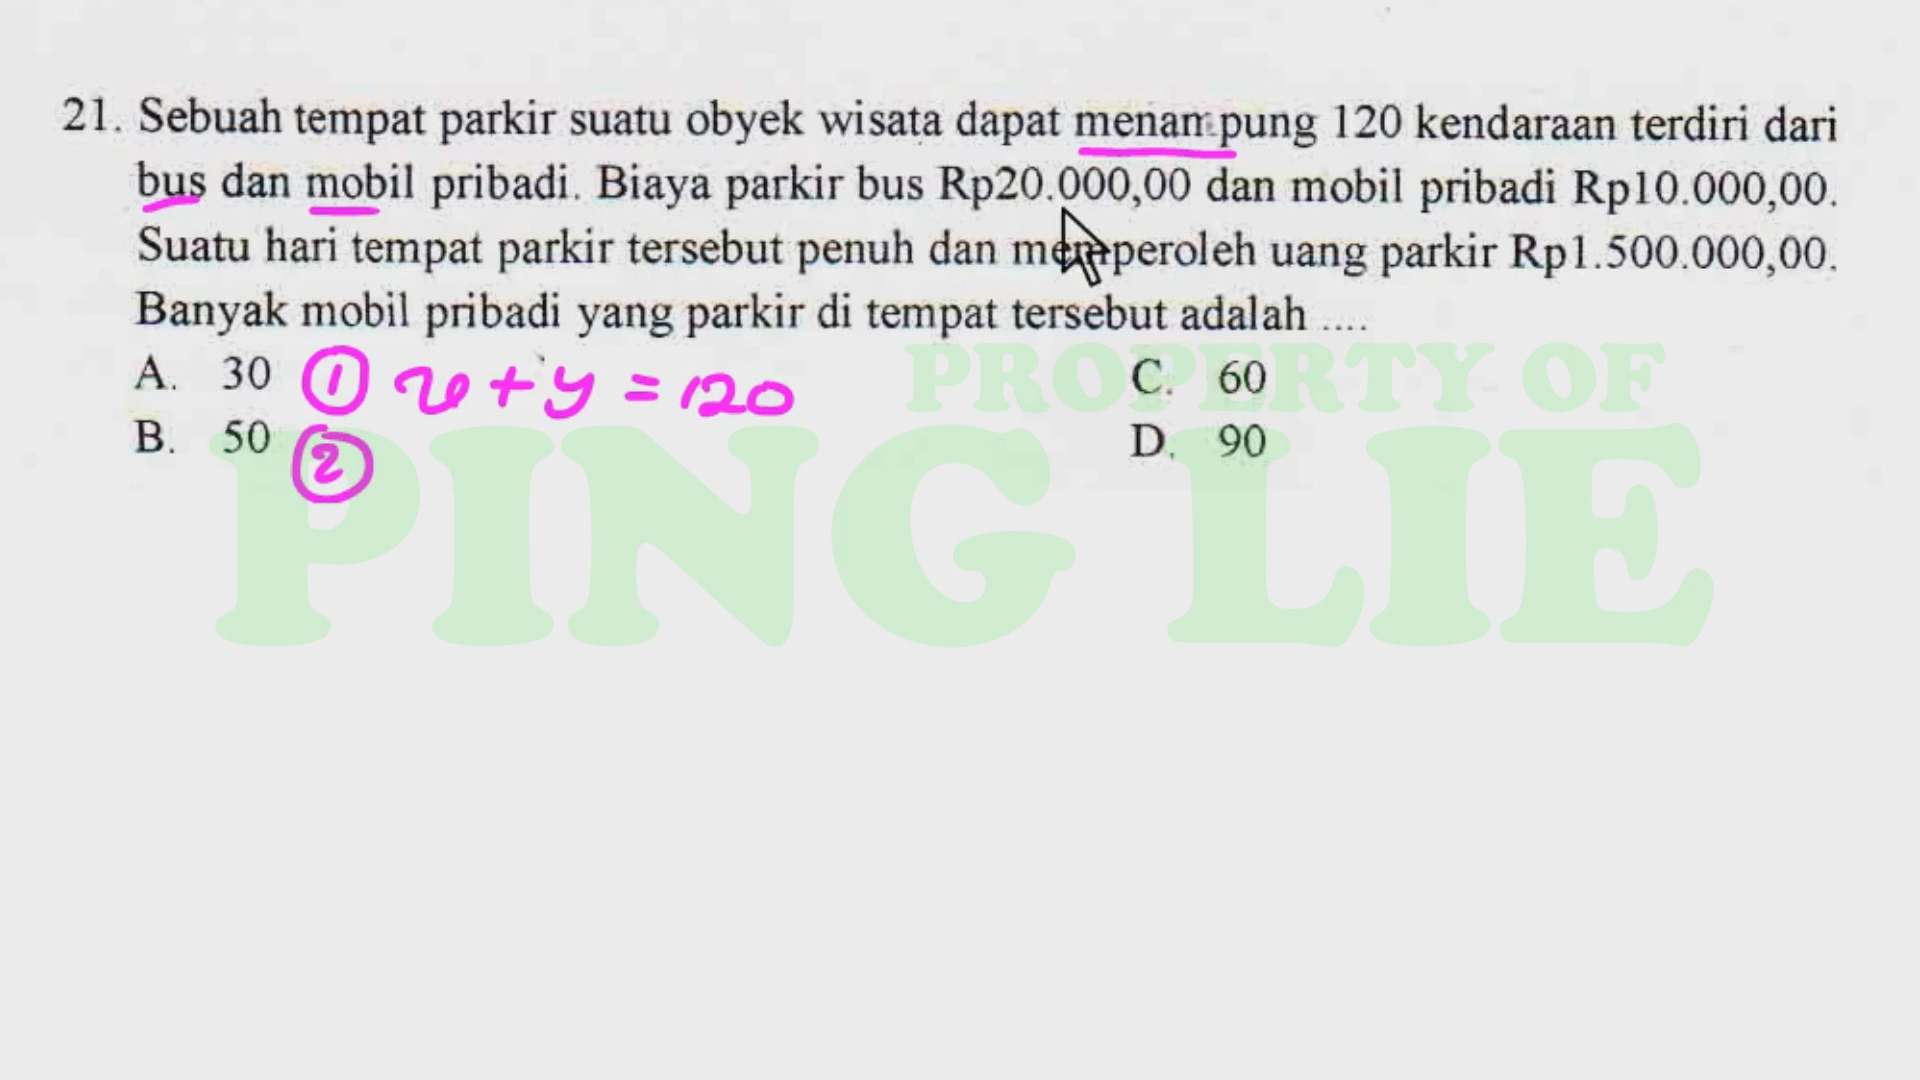 21. Sebuah tempat parkir suatu obyek wisata dapat menampung 120 kendaraan terdiri dari
bus dan mobil pribadi. Biaya parkir bus Rp20.000,00 dan mobil pribadi Rp10.000,00.
Suatu hari tempat parkir tersebut penuh dan memperoleh uang parkir Rp1.500.000,00.
Banyak mobil pribadi yang parkir di tempat tersebut adalah ....
A. 30
① x + y = 120
B. 50
②
C. 60
D. 90
PROPERTY OF
PING LIE